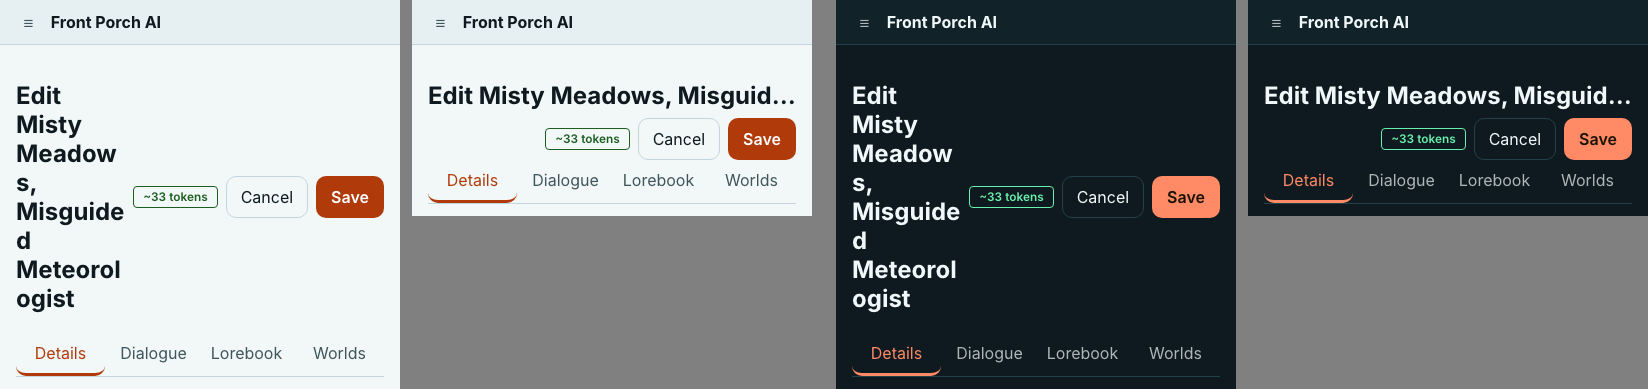 ≡ Front Porch AI
Edit
Misty
Meadow
s,
Misguide
d
Meteorol
ogist
~33 tokens
Cancel
Save
Details Dialogue Lorebook Worlds
≡ Front Porch AI
Edit Misty Meadows, Misguid...
~33 tokens Cancel Save
Details Dialogue Lorebook Worlds
≡ Front Porch AI
Edit
Misty
Meadow
s,
Misguide
d
Meteorol
ogist
~33 tokens
Cancel
Save
Details Dialogue Lorebook Worlds
≡ Front Porch AI
Edit Misty Meadows, Misguid...
~33 tokens Cancel Save
Details Dialogue Lorebook Worlds